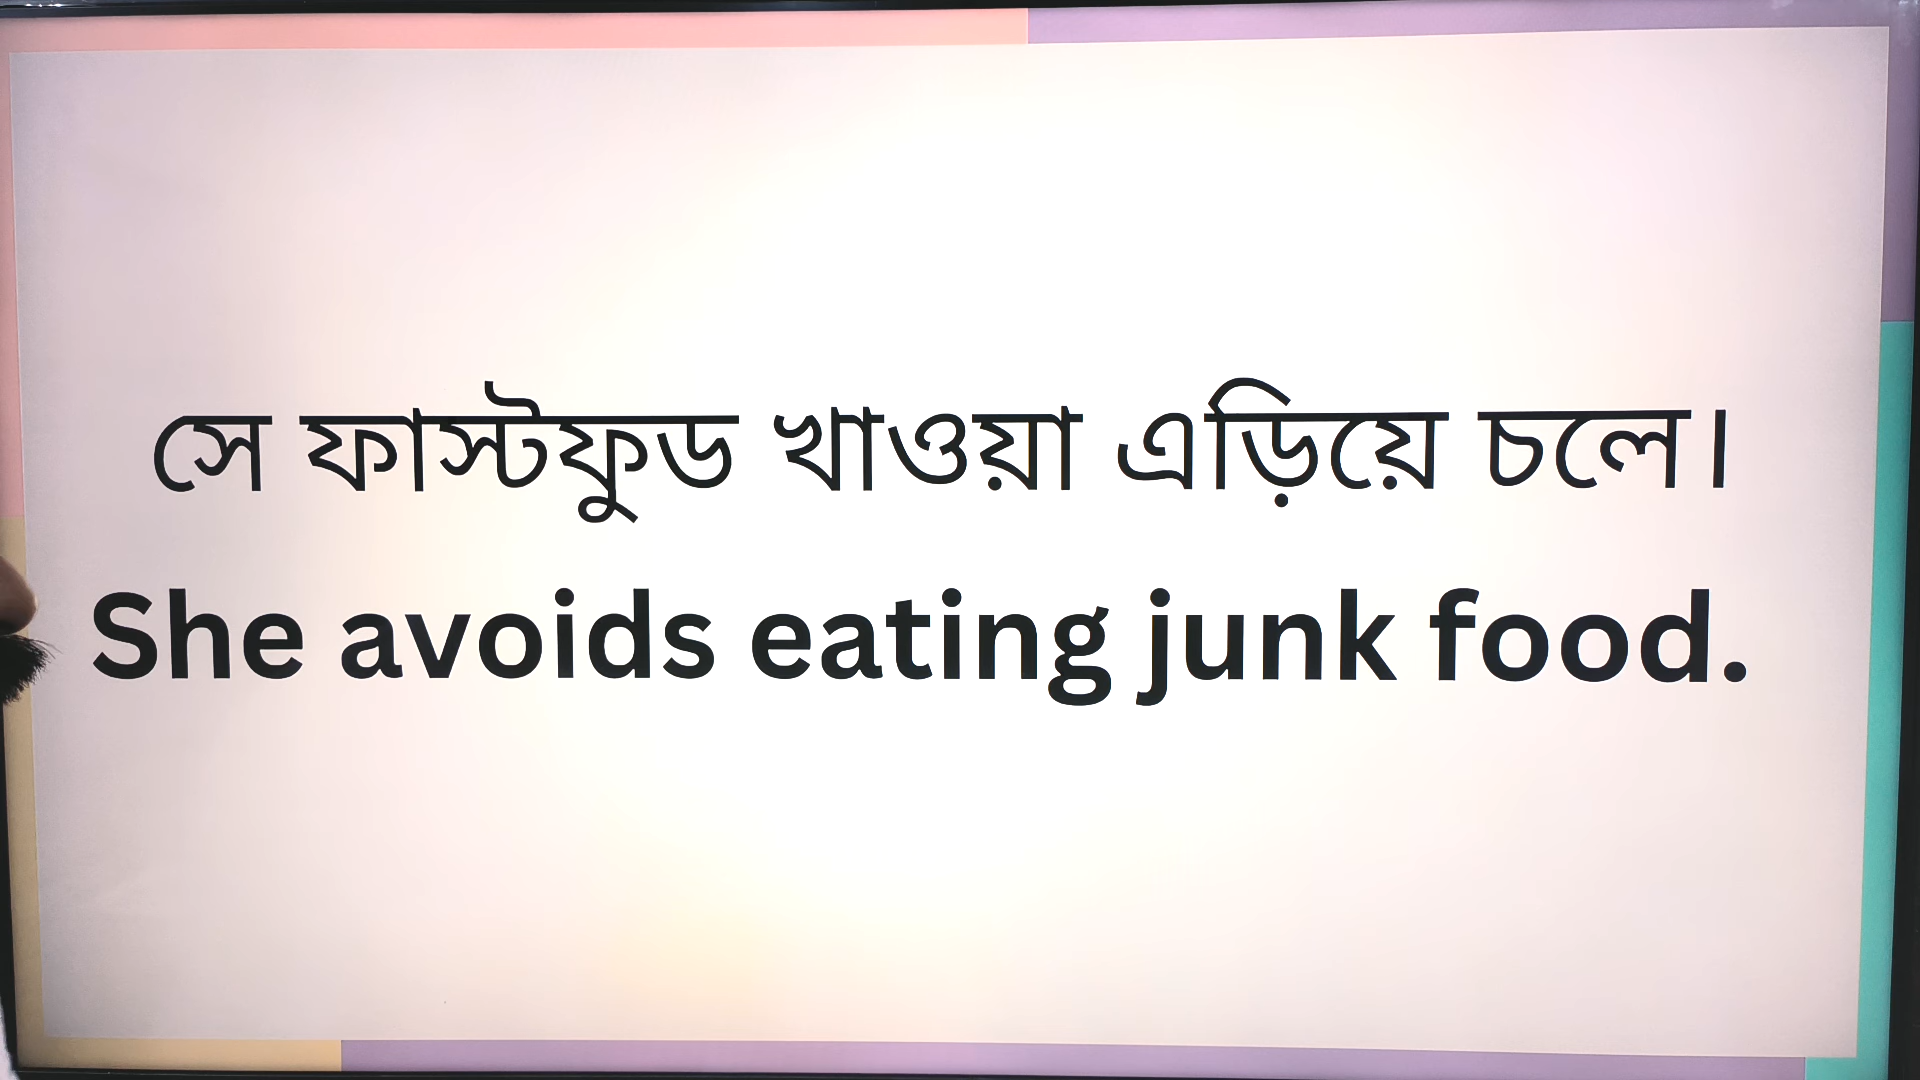 সে ফাস্টফুড খাওয়া এড়িয়ে চলে।
She avoids eating junk food.